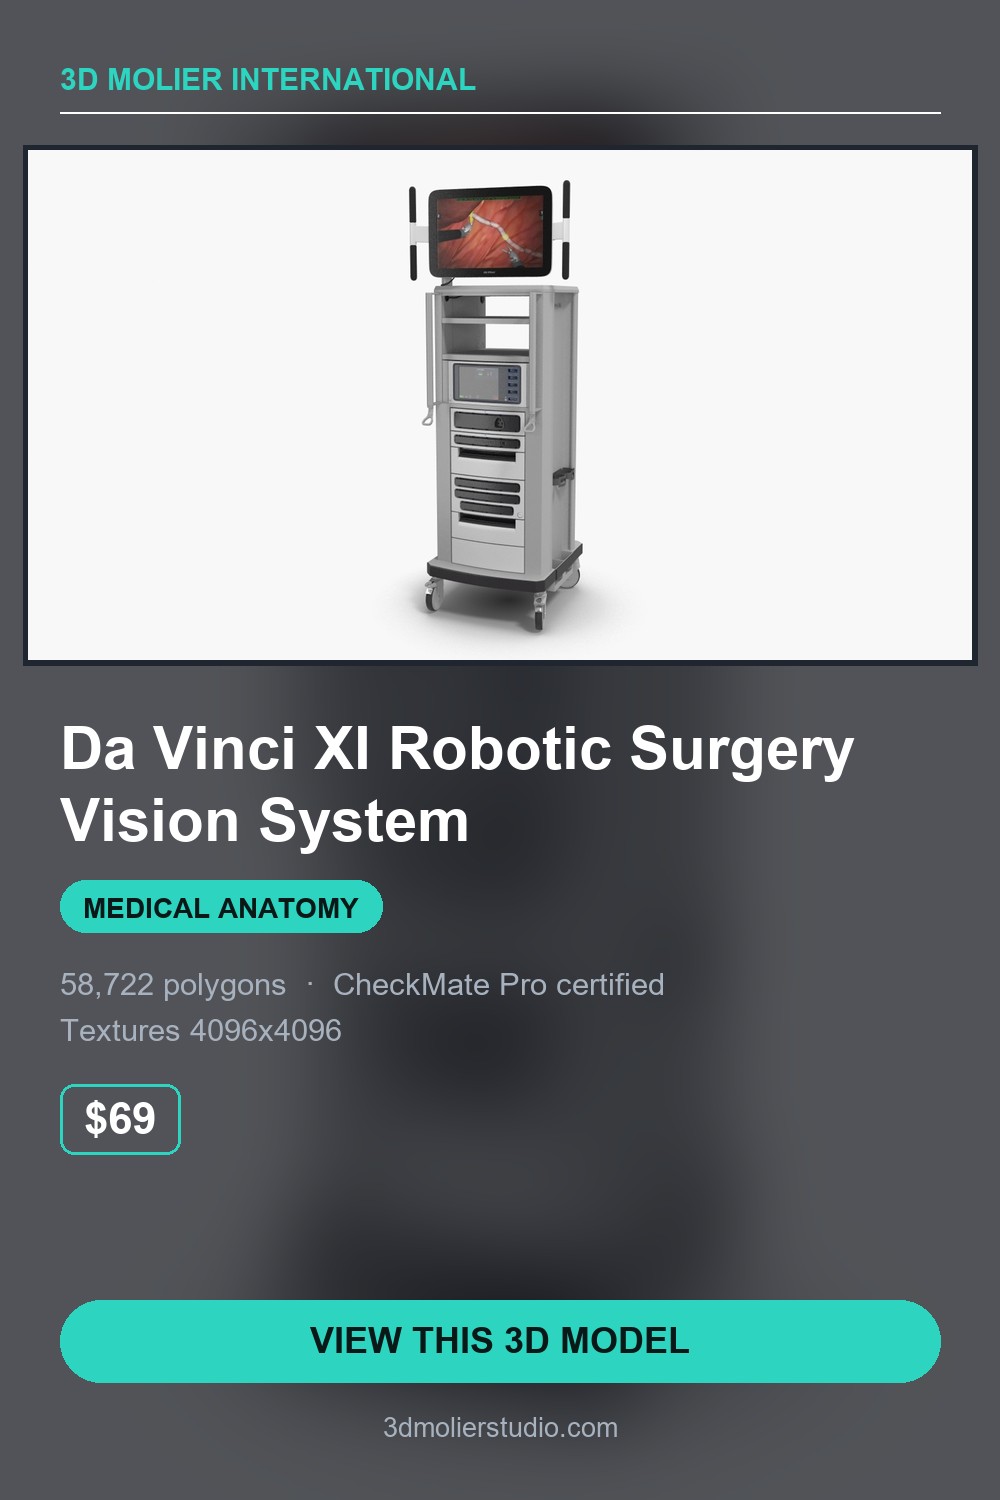 3D MOLIER INTERNATIONAL
Da Vinci XI Robotic Surgery
Vision System
MEDICAL ANATOMY
58,722 polygons · CheckMate Pro certified
Textures 4096x4096
$69
VIEW THIS 3D MODEL
3dmolierstudio.com